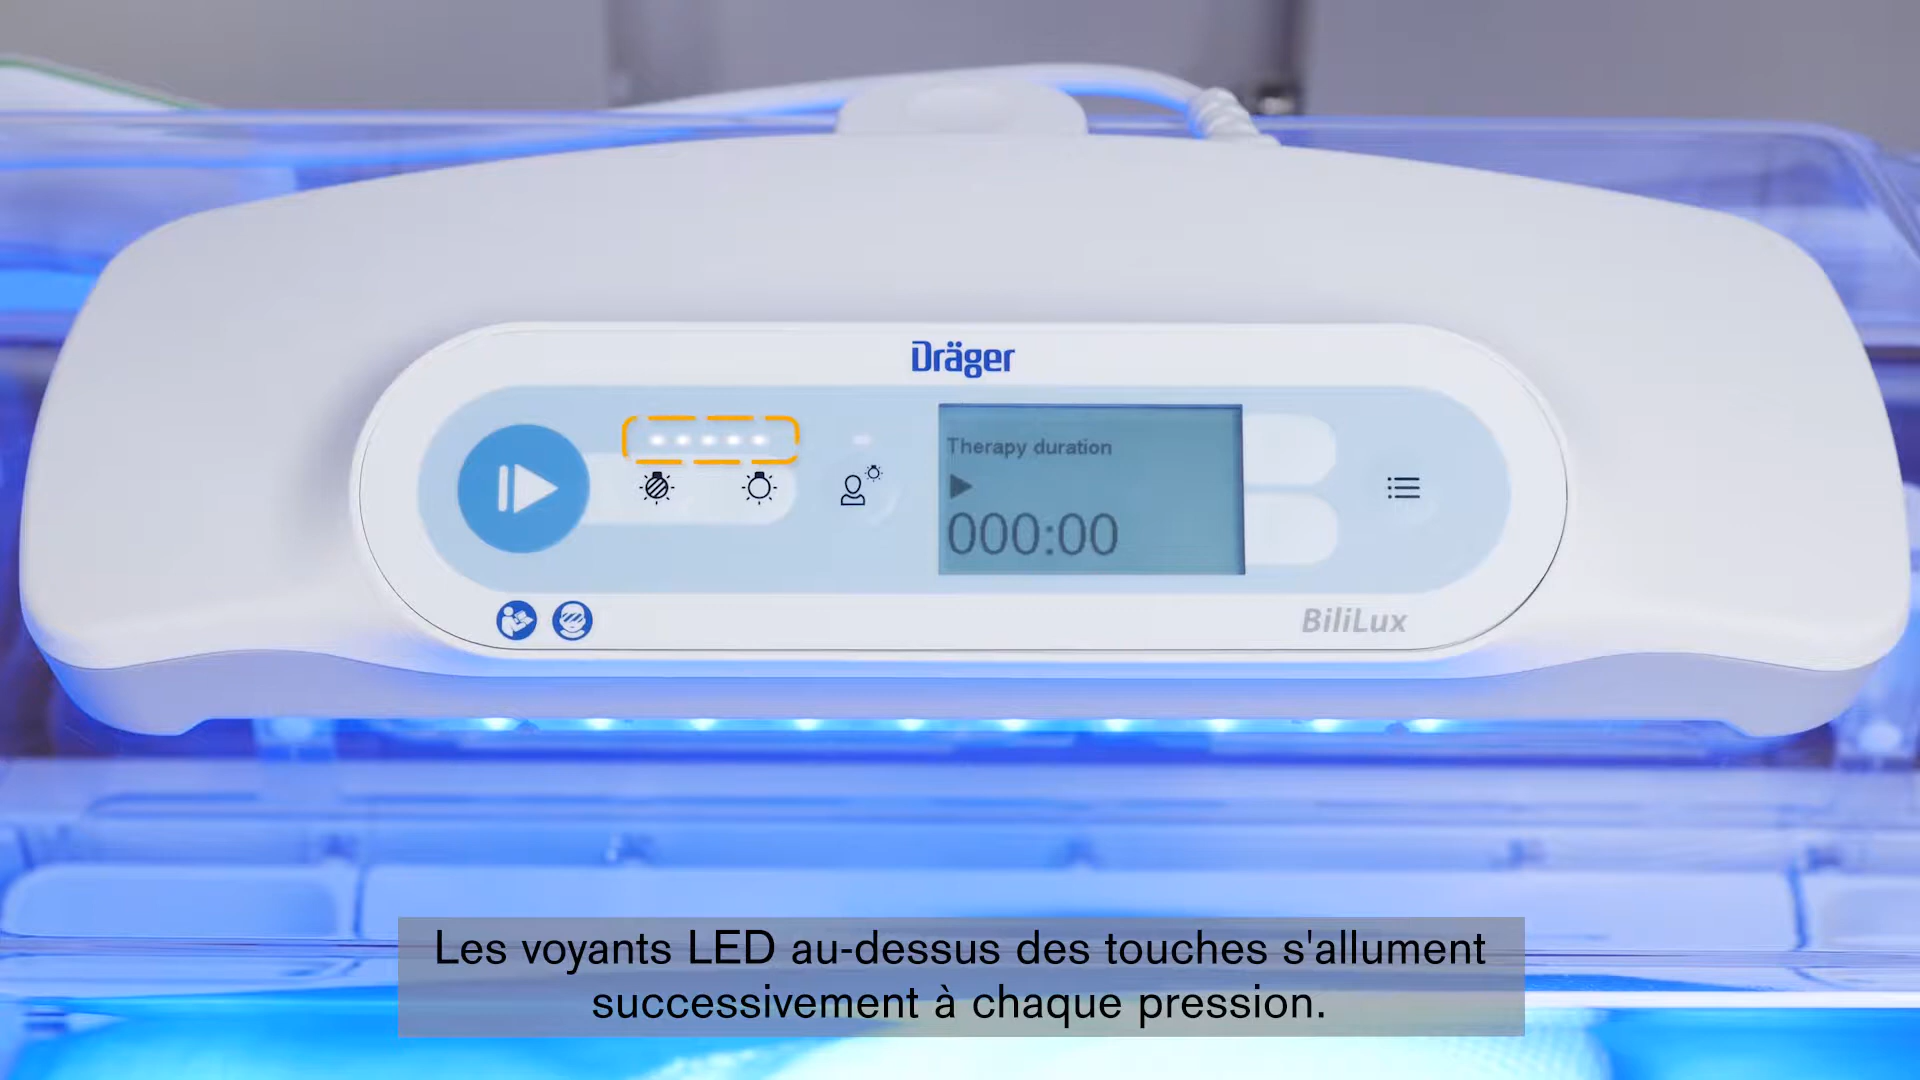 Dräger
Therapy duration
000:00
BiliLux
Les voyants LED au-dessus des touches s'allument
successivement à chaque pression.